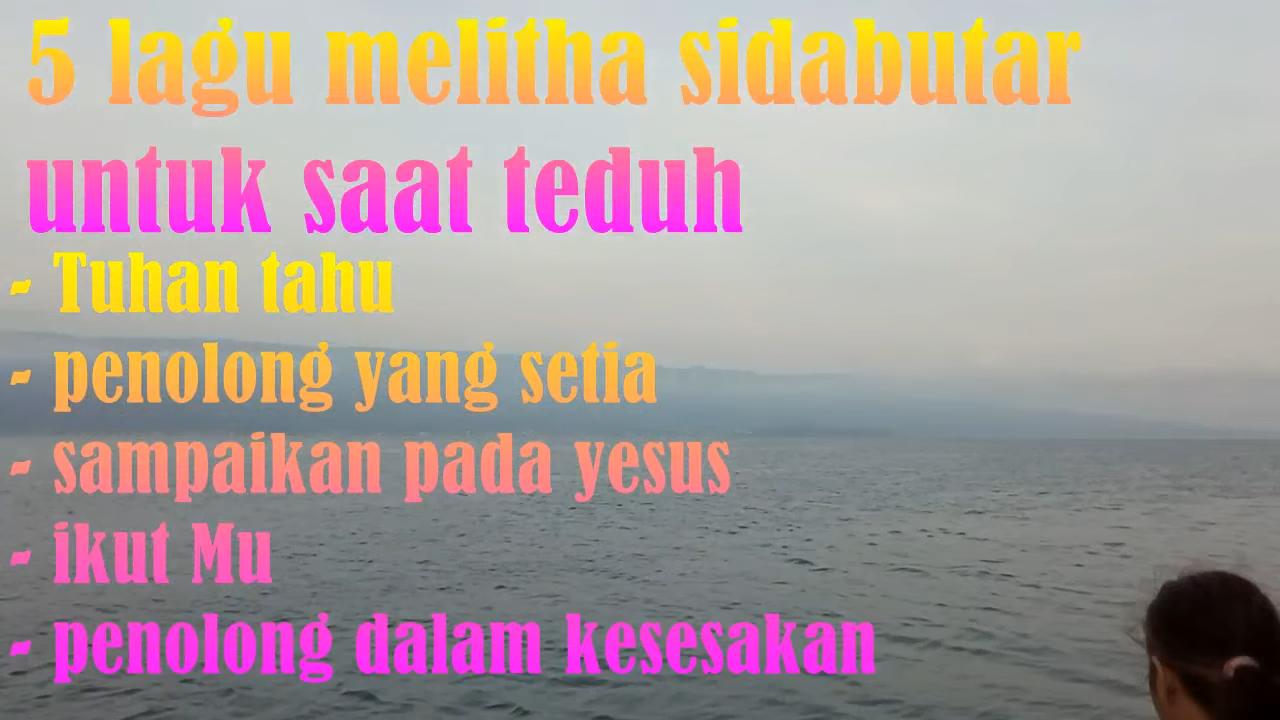 5 lagu melitha sidabutar
untuk saat teduh
- Tuhan tahu
- penolong yang setia
- sampaikan pada yesus
- ikut Mu
- penolong dalam kesesakan